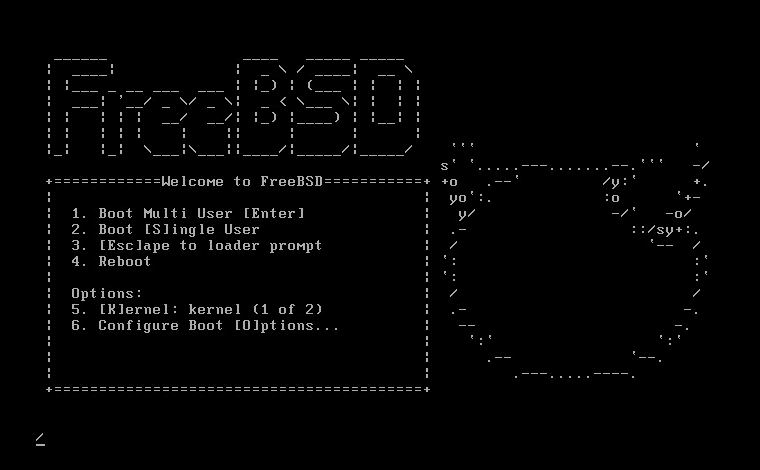 FreeBSD
Welcome to FreeBSD
1. Boot Multi User [Enter]
2. Boot [S]ingle User
3. [Esc]ape to loader prompt
4. Reboot
Options:
5. [K]ernel: kernel (1 of 2)
6. Configure Boot [O]ptions...